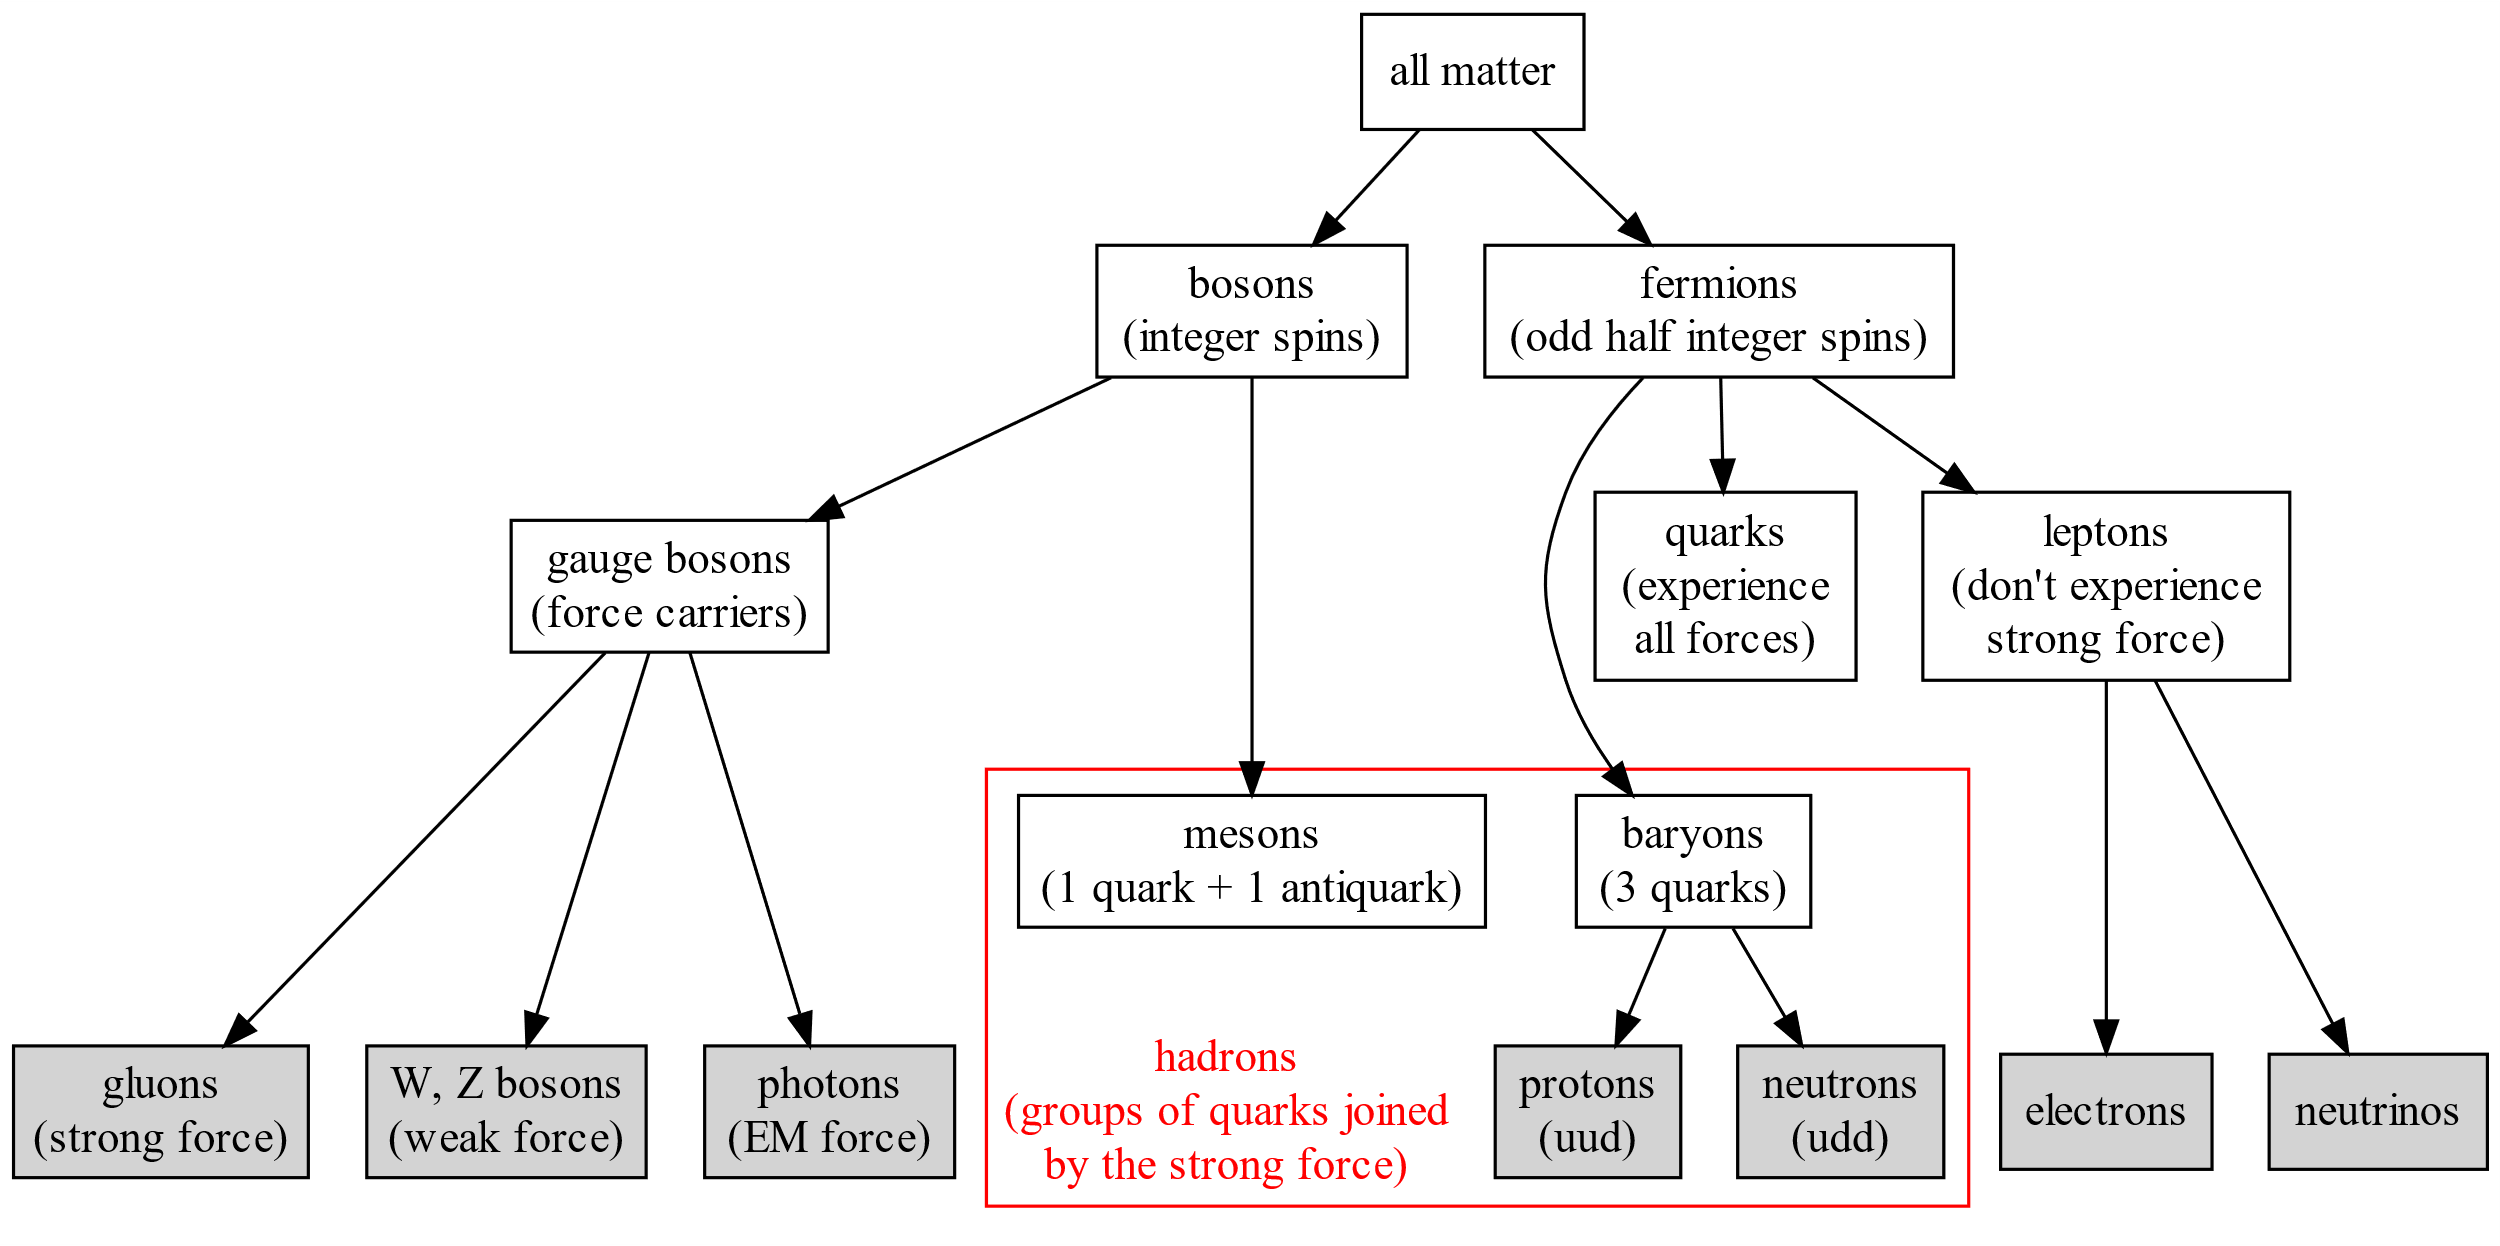 all matter
bosons
(integer spins)
fermions
(odd half integer spins)
gauge bosons
(force carriers)
quarks
(experience
all forces)
leptons
(don't experience
strong force)
mesons
(1 quark + 1 antiquark)
baryons
(3 quarks)
gluons
(strong force)
W, Z bosons
(weak force)
photons
(EM force)
hadrons
(groups of quarks joined
by the strong force)
protons
(uud)
neutrons
(udd)
electrons
neutrinos